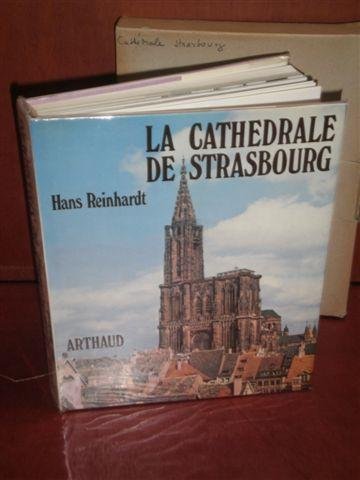 Cathédrale Strasbourg
LA CATHEDRALE
DE STRASBOURG
Hans Reinhardt
ARTHAUD